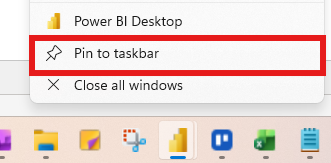 Power BI Desktop
Pin to taskbar
Close all windows